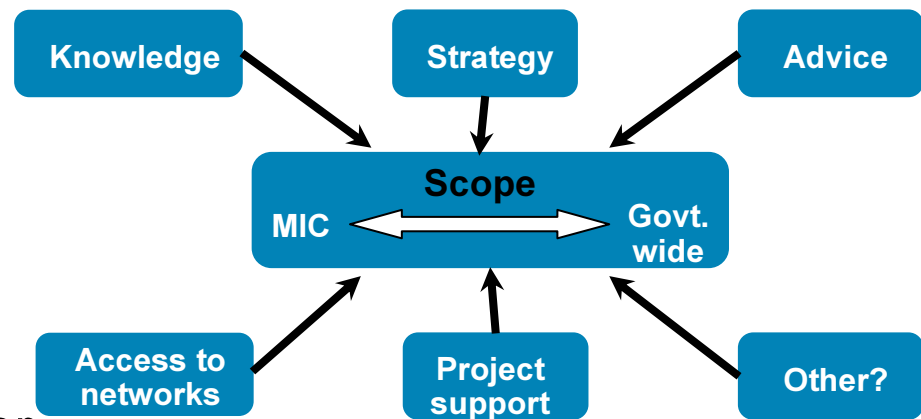 Knowledge
Strategy
Advice
Scope
MIC
Govt.
wide
Access to
networks
Project
support
Other?